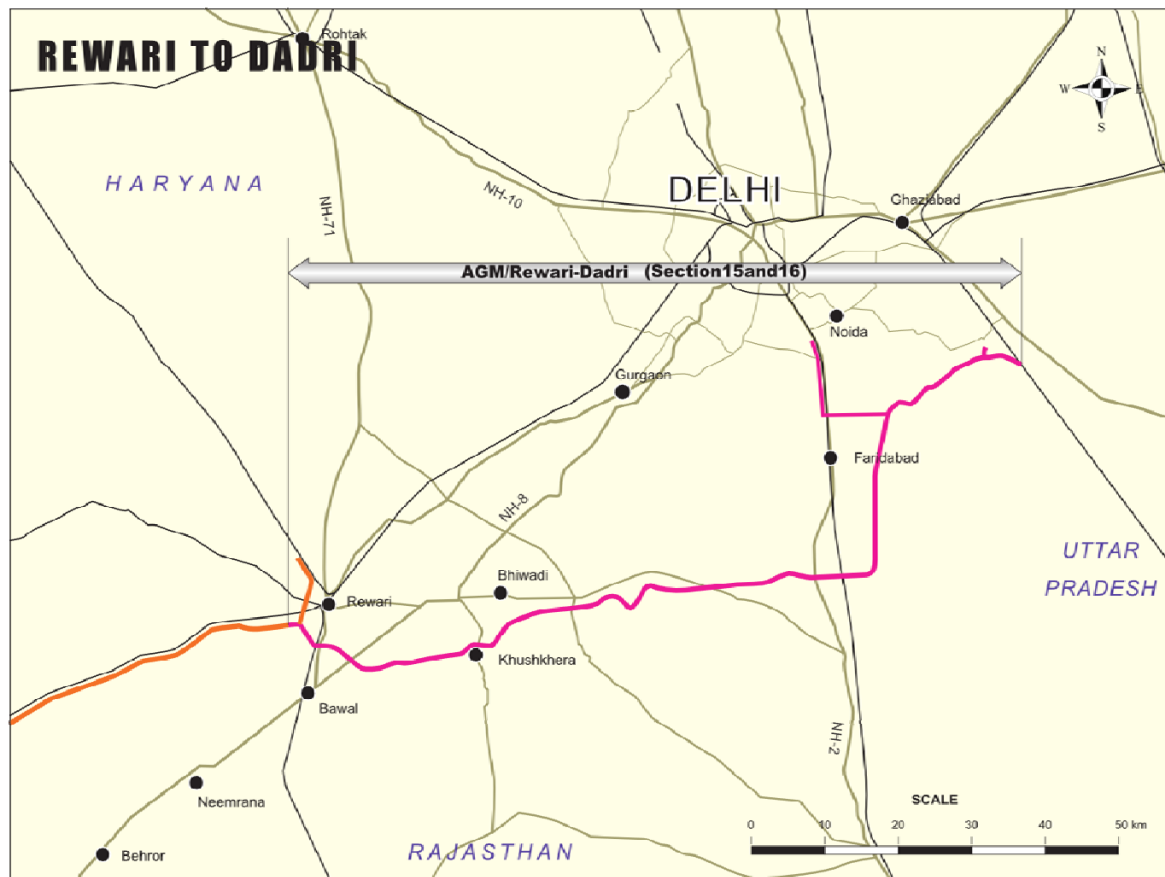 REWARI TO DADRI
Rohtak
N
W E
S
HARYANA
NH-71
NH-10
DELHI
Ghaziabad
AGM/Rewari-Dadri (Section15and16)
Noida
Gurgaon
Faridabad
NH-8
UTTAR
PRADESH
Bhiwadi
Rewari
Khushkhera
Bawal
NH-2
Neemrana
SCALE
0 10 20 30 40 50 km
Behror
RAJASTHAN